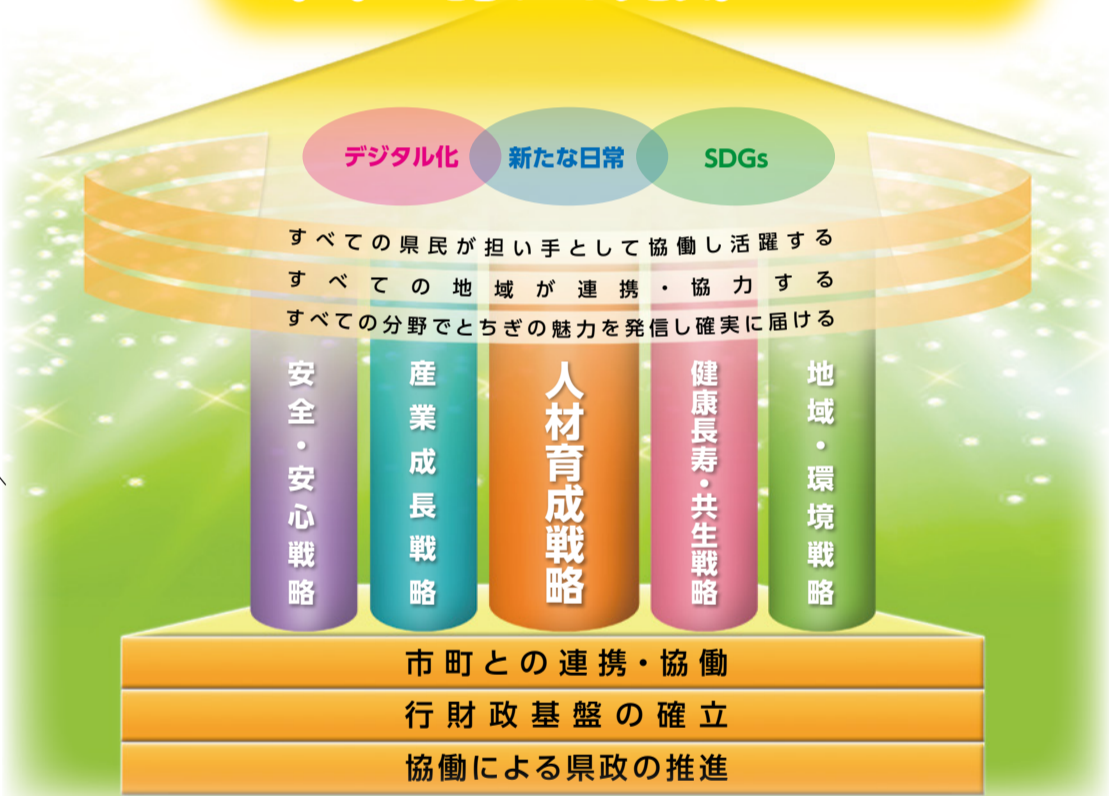 デジタル化
新たな日常
SDGs
すべての県民が担い手として協働し活躍する
すべての地域が連携・協力する
すべての分野でとちぎの魅力を発信し確実に届ける
安全・安心戦略
産業成長戦略
人材育成戦略
健康長寿・共生戦略
地域・環境戦略
市町との連携・協働
行財政基盤の確立
協働による県政の推進